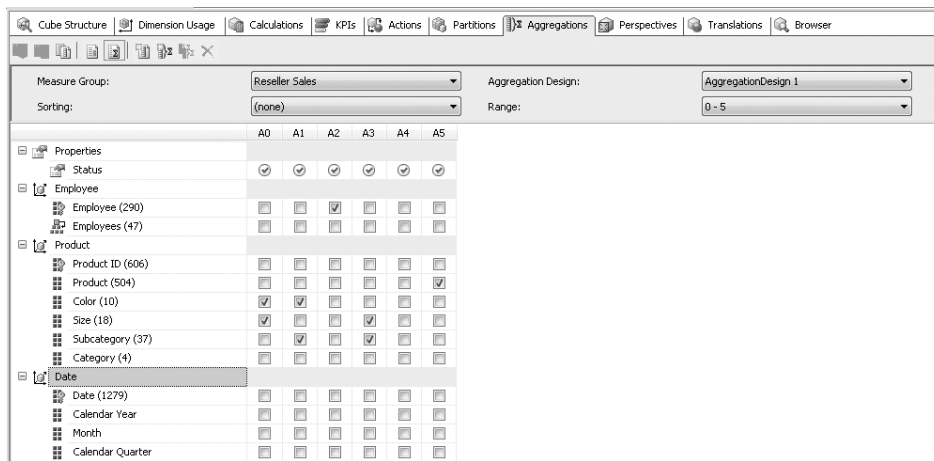 Cube Structure Dimension Usage Calculations KPIs Actions Partitions Aggregations Perspectives Translations Browser
Measure Group: Reseller Sales Aggregation Design: AggregationDesign 1
Sorting: (none) Range: 0 - 5
A0 A1 A2 A3 A4 A5
Properties
Status
Employee
Employee (290)
Employees (47)
Product
Product ID (606)
Product (504)
Color (10)
Size (18)
Subcategory (37)
Category (4)
Date
Date (1279)
Calendar Year
Month
Calendar Quarter